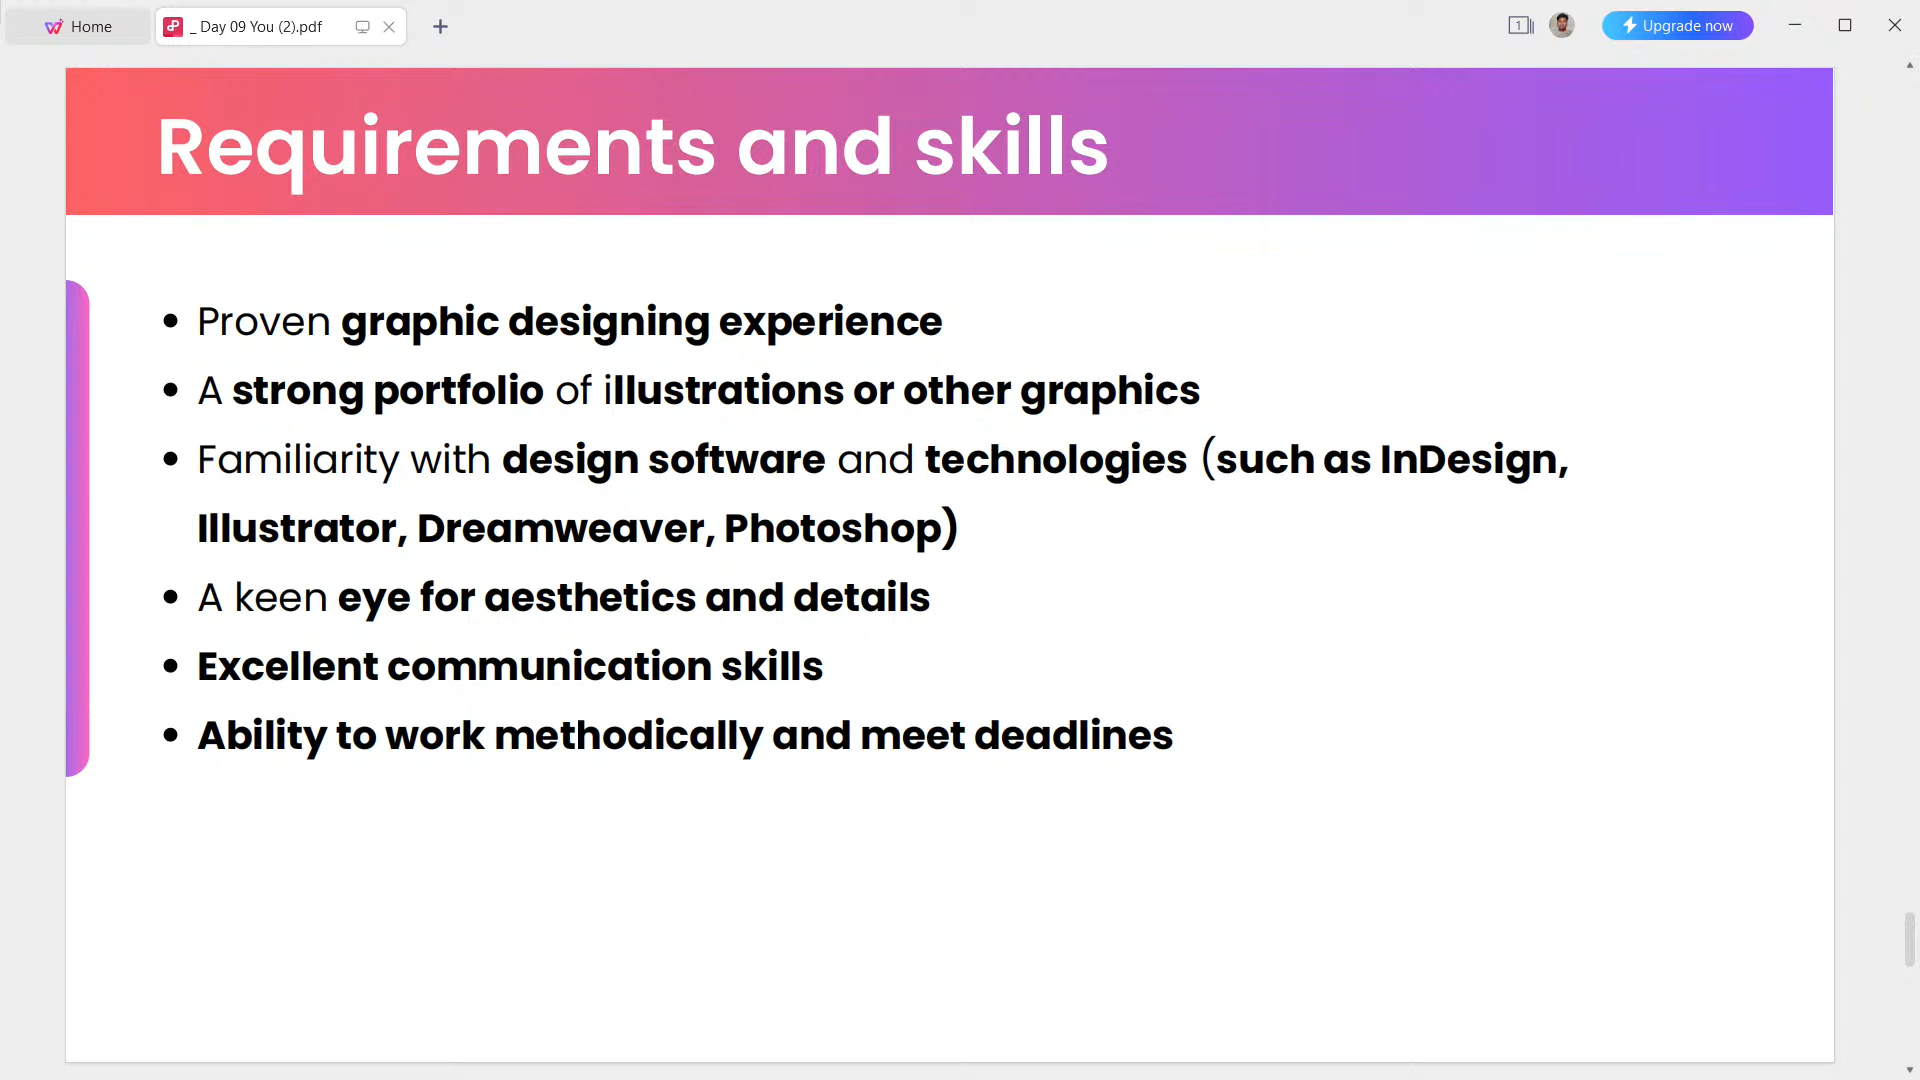 Home
_ Day 09 You (2).pdf
1
Upgrade now
Requirements and skills
• Proven graphic designing experience
• A strong portfolio of illustrations or other graphics
• Familiarity with design software and technologies (such as InDesign,
Illustrator, Dreamweaver, Photoshop)
• A keen eye for aesthetics and details
• Excellent communication skills
• Ability to work methodically and meet deadlines